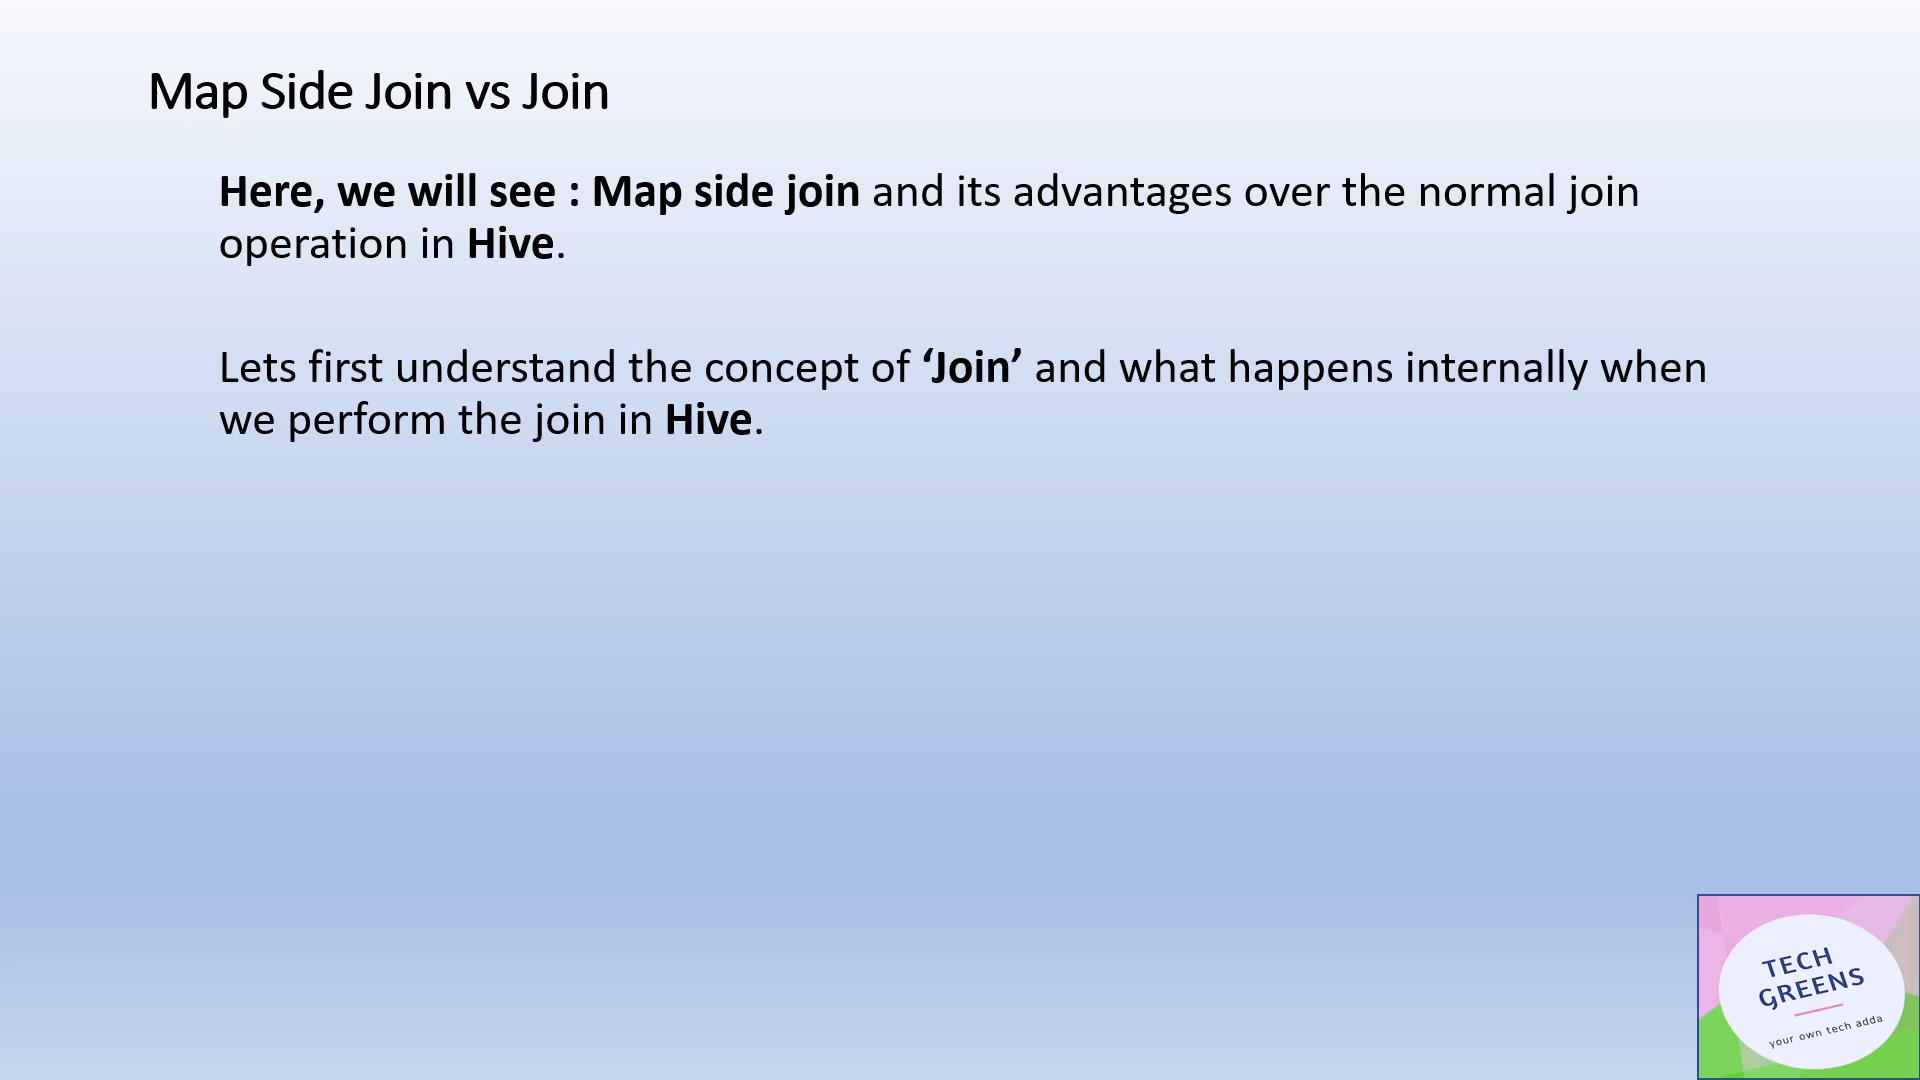 Map Side Join vs Join
Here, we will see : Map side join and its advantages over the normal join
operation in Hive.
Lets first understand the concept of ‘Join’ and what happens internally when
we perform the join in Hive.
TECH
GREENS
your own tech adda